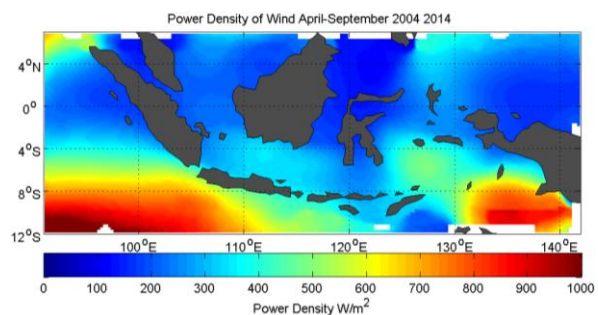 Power Density of Wind April-September 2004 2014
4°N
0°
4°S
8°S
12°S
100°E 110°E 120°E 130°E 140°E
0 100 200 300 400 500 600 700 800 900 1000
Power Density W/m²